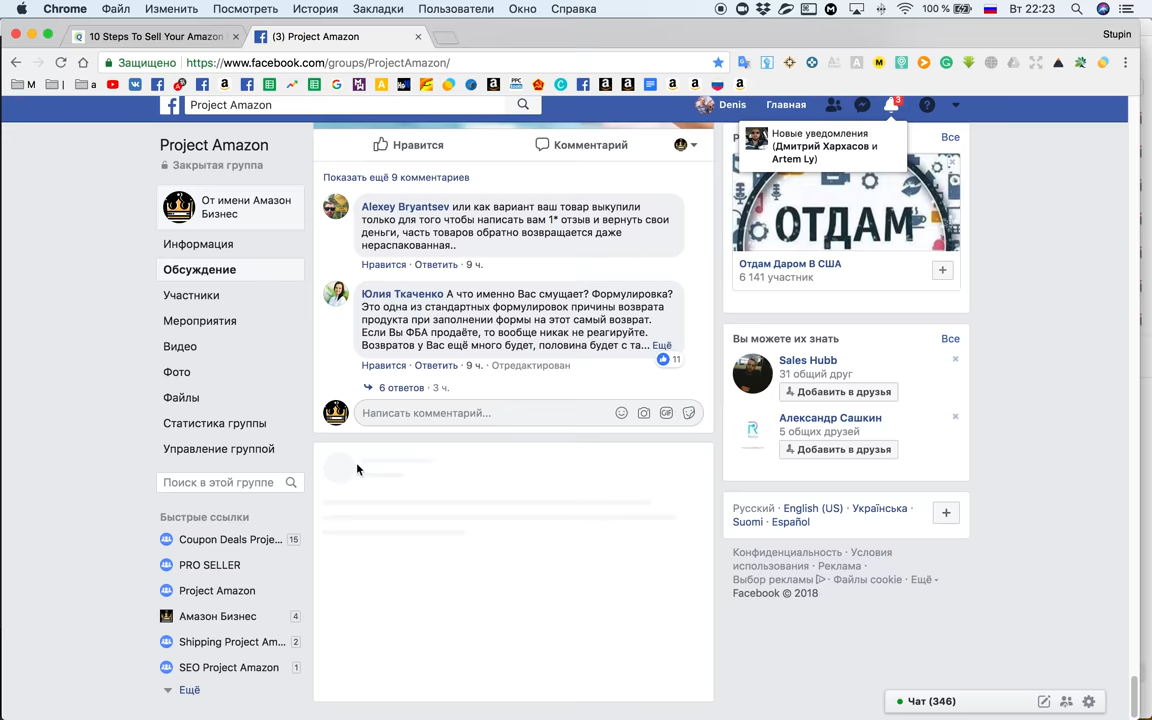 Chrome Файл Изменить Посмотреть История Закладки Пользователи Окно Справка 100 % Вт 22:23
10 Steps To Sell Your Amazon
(3) Project Amazon
Stupin
Защищено https://www.facebook.com/groups/ProjectAmazon/
М
a
Project Amazon
Denis Главная 3
Новые уведомления
(Дмитрий Хархасов и
Artem Ly)
Project Amazon
Закрытая группа
От имени Амазон
Бизнес
Информация
Обсуждение
Участники
Мероприятия
Видео
Фото
Файлы
Статистика группы
Управление группой
Поиск в этой группе
Быстрые ссылки
Coupon Deals Proje... 15
PRO SELLER
Project Amazon
Амазон Бизнес 4
Shipping Project Am... 2
SEO Project Amazon 1
Ещё
Нравится Комментарий
Показать ещё 9 комментариев
Alexey Bryantsev или как вариант ваш товар выкупили
только для того чтобы написать вам 1* отзыв и вернуть свои
деньги, часть товаров обратно возвращается даже
нераспакованная..
Нравится · Ответить · 9 ч.
Юлия Ткаченко А что именно Вас смущает? Формулировка?
Это одна из стандартных формулировок причины возврата
продукта при заполнении формы на этот самый возврат.
Если Вы ФБА продаёте, то вообще никак не реагируйте.
Возвратов у Вас ещё много будет, половина будет с та... Ещё
11
Нравится · Ответить · 9 ч. · Отредактирован
6 ответов · 3 ч.
Написать комментарий...
GIF
Все
ОТДАМ
Отдам Даром В США
6 141 участник
Вы можете их знать Все
Sales Hubb
31 общий друг
Добавить в друзья
Александр Сашкин
5 общих друзей
Добавить в друзья
Русский · English (US) · Українська ·
Suomi · Español
Конфиденциальность · Условия
использования · Реклама ·
Выбор рекламы · Файлы cookie · Ещё
Facebook © 2018
Чат (346)